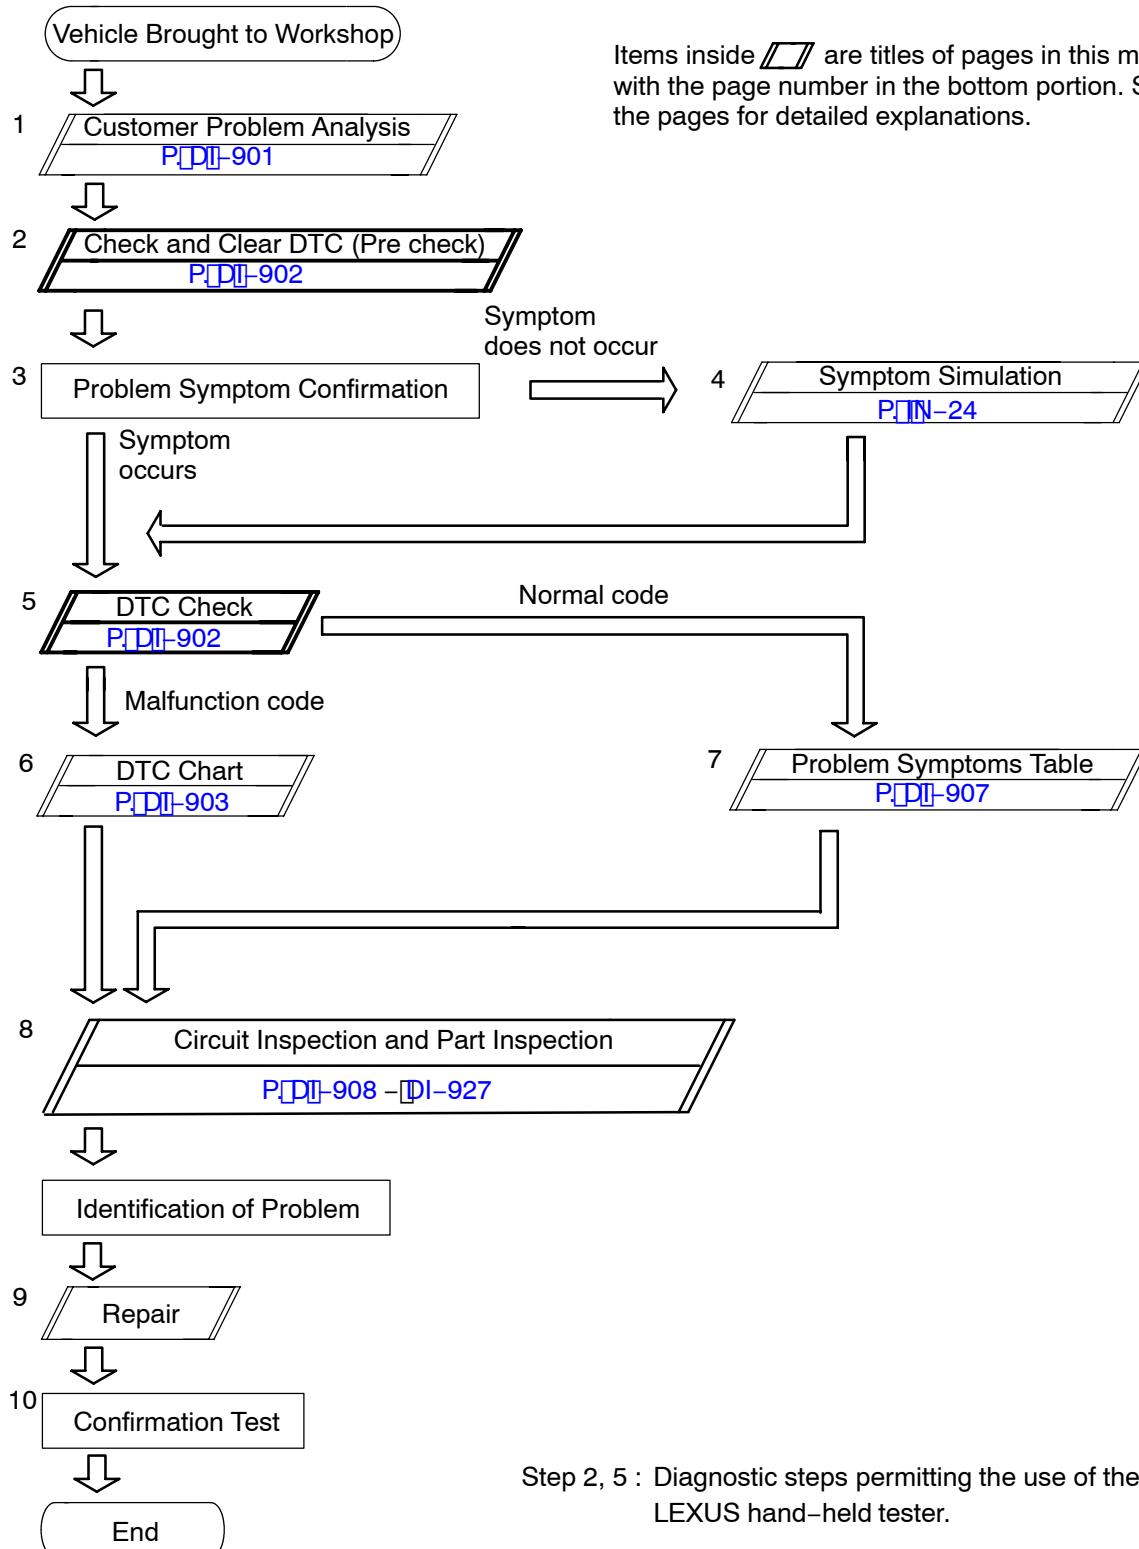 Vehicle Brought to Workshop
Items inside are titles of pages in this m
with the page number in the bottom portion. S
the pages for detailed explanations.
1
Customer Problem Analysis
P. DI–901
2
Check and Clear DTC (Pre check)
P. DI–902
Symptom
does not occur
3
Problem Symptom Confirmation
4
Symptom Simulation
P. IN–24
Symptom
occurs
5
DTC Check
P. DI–902
Normal code
Malfunction code
6
DTC Chart
P. DI–903
7
Problem Symptoms Table
P. DI–907
8
Circuit Inspection and Part Inspection
P. DI–908 – DI–927
Identification of Problem
9
Repair
10
Confirmation Test
Step 2, 5 : Diagnostic steps permitting the use of the
LEXUS hand–held tester.
End